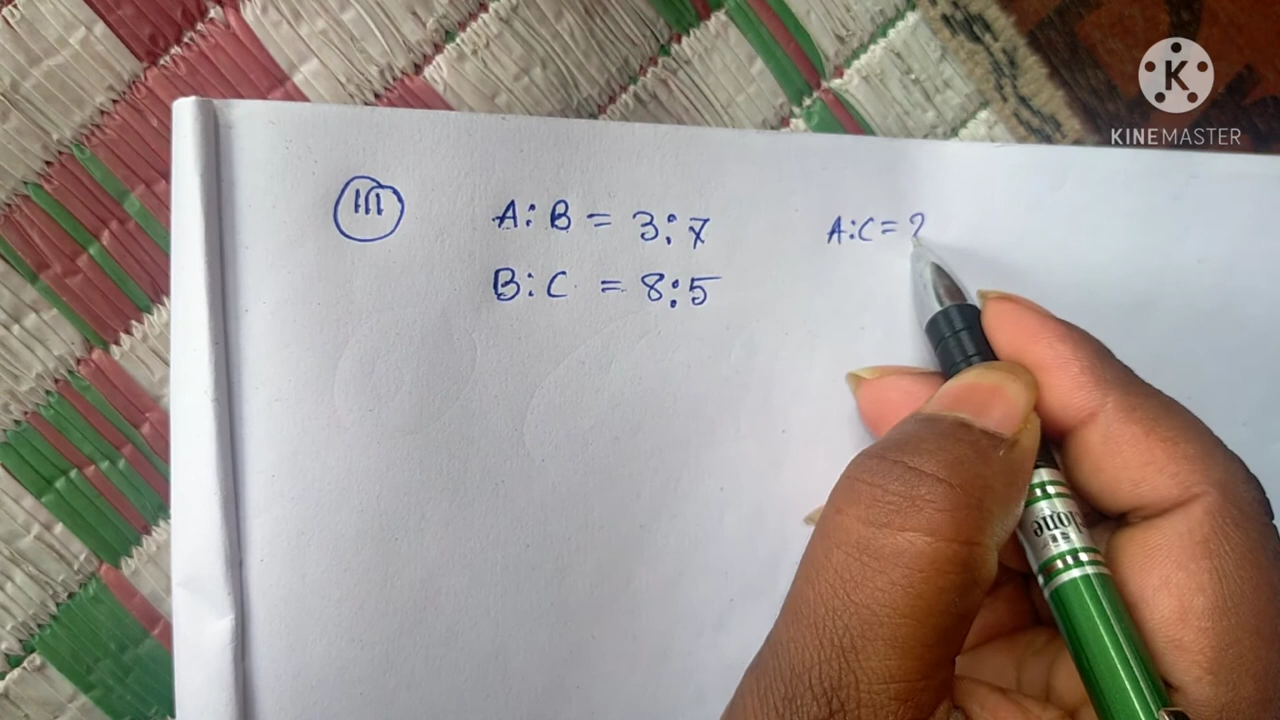 III A:B = 3:7 A:C = ?
B:C = 8:5
K
KINEMASTER